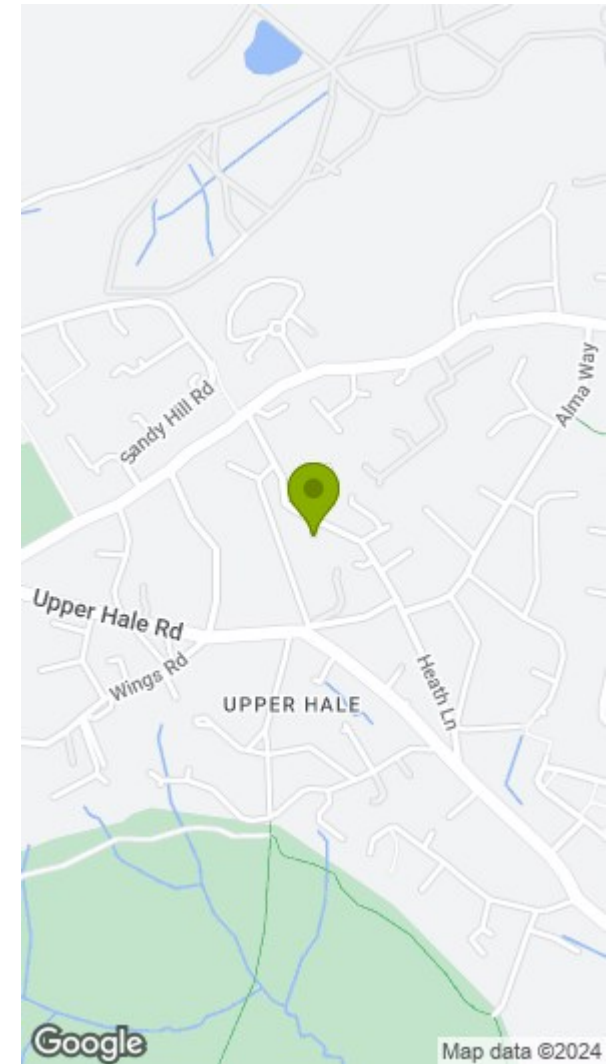 Alma Way
Sandy Hill Rd
Upper Hale Rd
Wings Rd
Heath Ln
UPPER HALE
Google
Map data ©2024